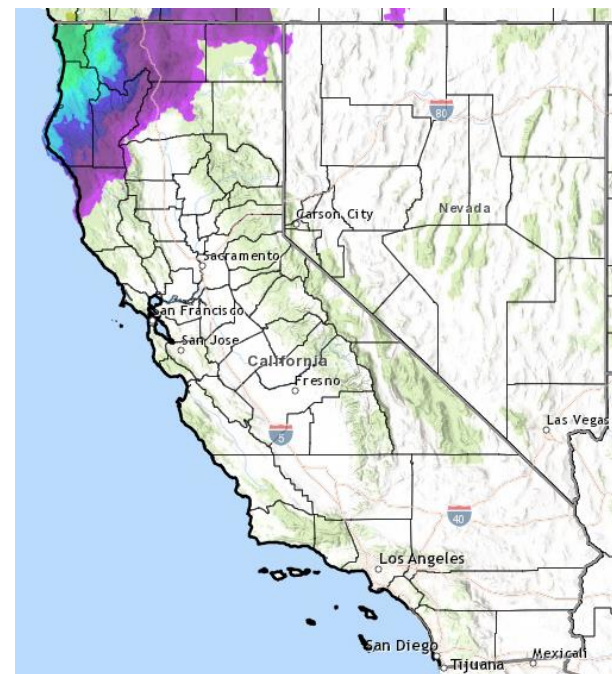 80
Nevada
Carson City
Sacramento
San Francisco
San Jose
California
Fresno
Las Vegas
5
40
Los Angeles
San Diego
Mexicali
Tijuana